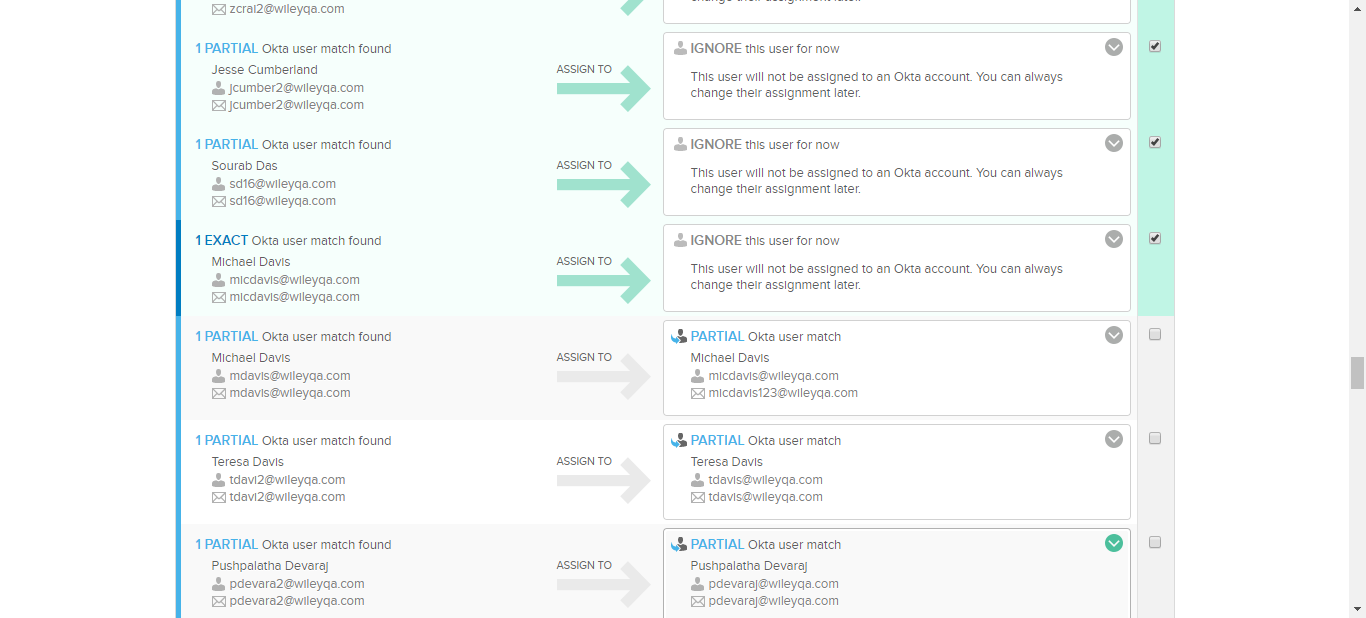 zcrai2@wileyqa.com
1 PARTIAL Okta user match found
Jesse Cumberland
jcumber2@wileyqa.com
jcumber2@wileyqa.com
ASSIGN TO
IGNORE this user for now
This user will not be assigned to an Okta account. You can always
change their assignment later.
1 PARTIAL Okta user match found
Sourab Das
sd16@wileyqa.com
sd16@wileyqa.com
ASSIGN TO
IGNORE this user for now
This user will not be assigned to an Okta account. You can always
change their assignment later.
1 EXACT Okta user match found
Michael Davis
micdavis@wileyqa.com
micdavis@wileyqa.com
ASSIGN TO
IGNORE this user for now
This user will not be assigned to an Okta account. You can always
change their assignment later.
1 PARTIAL Okta user match found
Michael Davis
mdavis@wileyqa.com
mdavis@wileyqa.com
ASSIGN TO
PARTIAL Okta user match
Michael Davis
micdavis@wileyqa.com
micdavis123@wileyqa.com
1 PARTIAL Okta user match found
Teresa Davis
tdavi2@wileyqa.com
tdavi2@wileyqa.com
ASSIGN TO
PARTIAL Okta user match
Teresa Davis
tdavis@wileyqa.com
tdavis@wileyqa.com
1 PARTIAL Okta user match found
Pushpalatha Devaraj
pdevara2@wileyqa.com
pdevara2@wileyqa.com
ASSIGN TO
PARTIAL Okta user match
Pushpalatha Devaraj
pdevaraj@wileyqa.com
pdevaraj@wileyqa.com